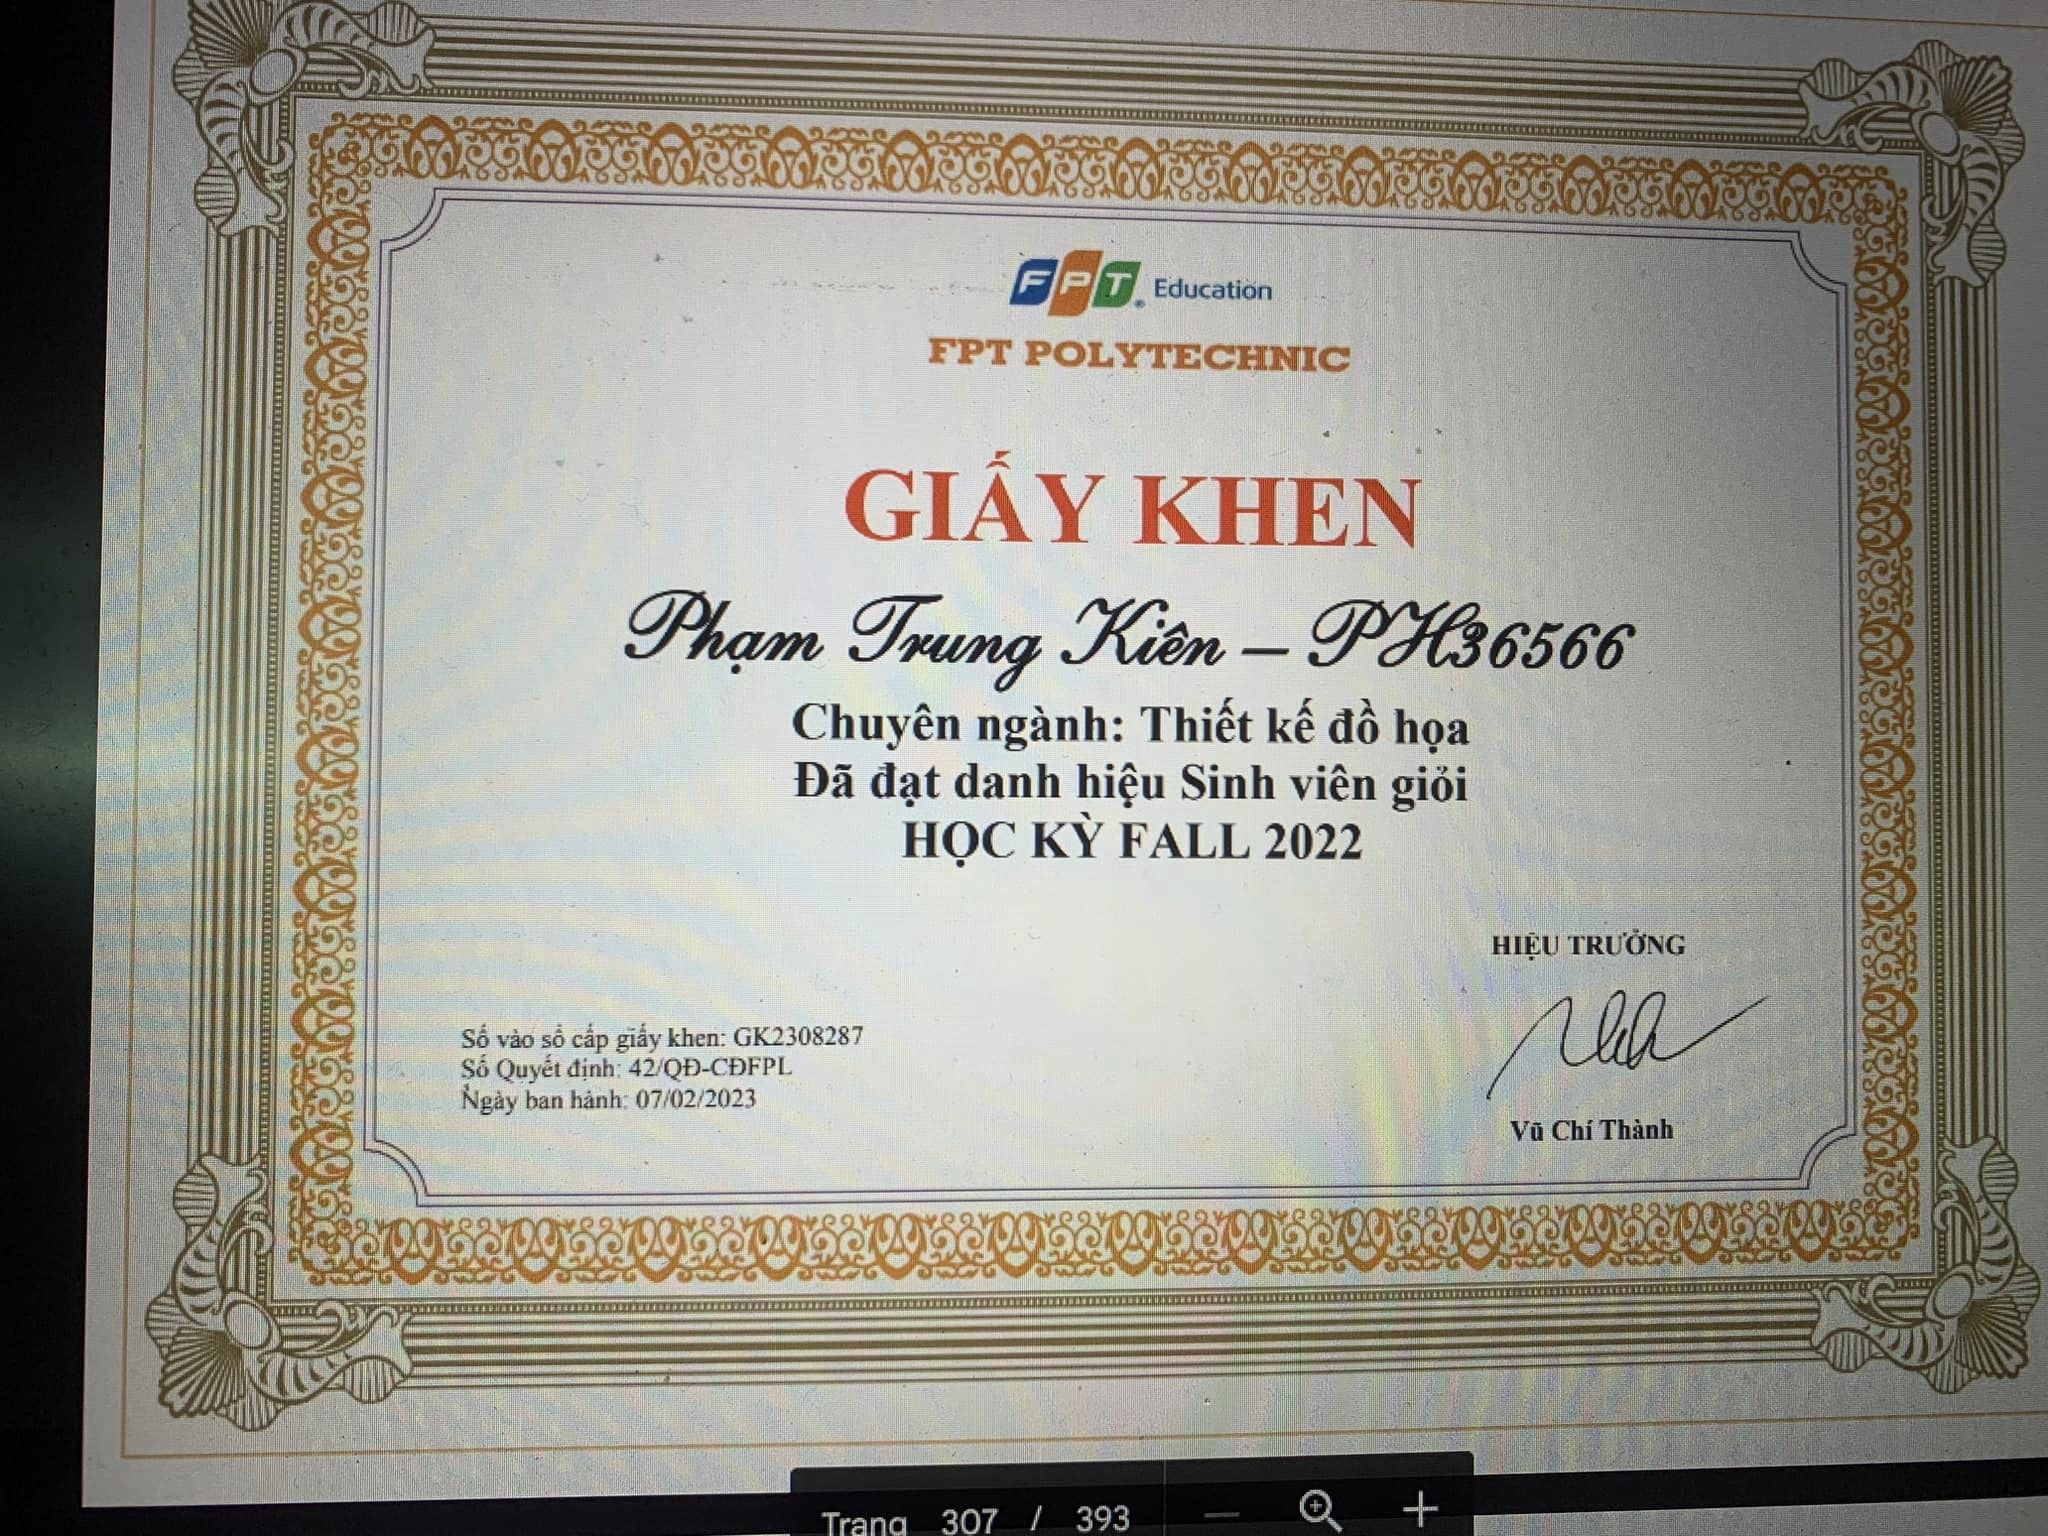 FPT Education
FPT POLYTECHNIC
GIẤY KHEN
Phạm Trung Kiên – PH36566
Chuyên ngành: Thiết kế đồ họa
Đã đạt danh hiệu Sinh viên giỏi
HỌC KỲ FALL 2022
HIỆU TRƯỞNG
Số vào sổ cấp giấy khen: GK2308287
Số Quyết định: 42/QĐ-CĐFPL
Ngày ban hành: 07/02/2023
Vũ Chí Thành
Trang 307 / 393